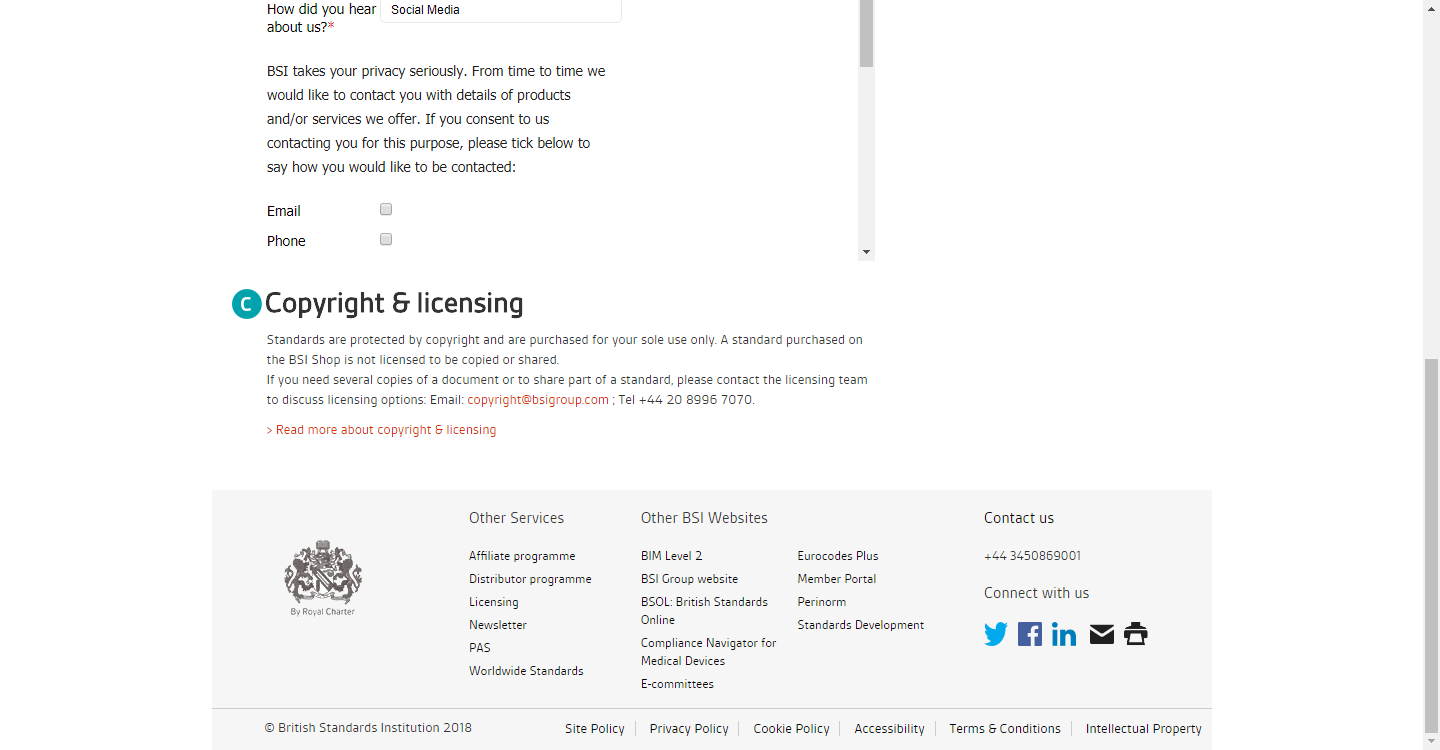 How did you hear
about us?*
Social Media
BSI takes your privacy seriously. From time to time we
would like to contact you with details of products
and/or services we offer. If you consent to us
contacting you for this purpose, please tick below to
say how you would like to be contacted:
Email
Phone
C Copyright & licensing
Standards are protected by copyright and are purchased for your sole use only. A standard purchased on
the BSI Shop is not licensed to be copied or shared.
If you need several copies of a document or to share part of a standard, please contact the licensing team
to discuss licensing options: Email: copyright@bsigroup.com ; Tel +44 20 8996 7070.
> Read more about copyright & licensing
By Royal Charter
Other Services
Affiliate programme
Distributor programme
Licensing
Newsletter
PAS
Worldwide Standards
Other BSI Websites
BIM Level 2
BSI Group website
BSOL: British Standards
Online
Compliance Navigator for
Medical Devices
E-committees
Eurocodes Plus
Member Portal
Perinorm
Standards Development
Contact us
+44 3450869001
Connect with us
© British Standards Institution 2018
Site Policy
Privacy Policy
Cookie Policy
Accessibility
Terms & Conditions
Intellectual Property